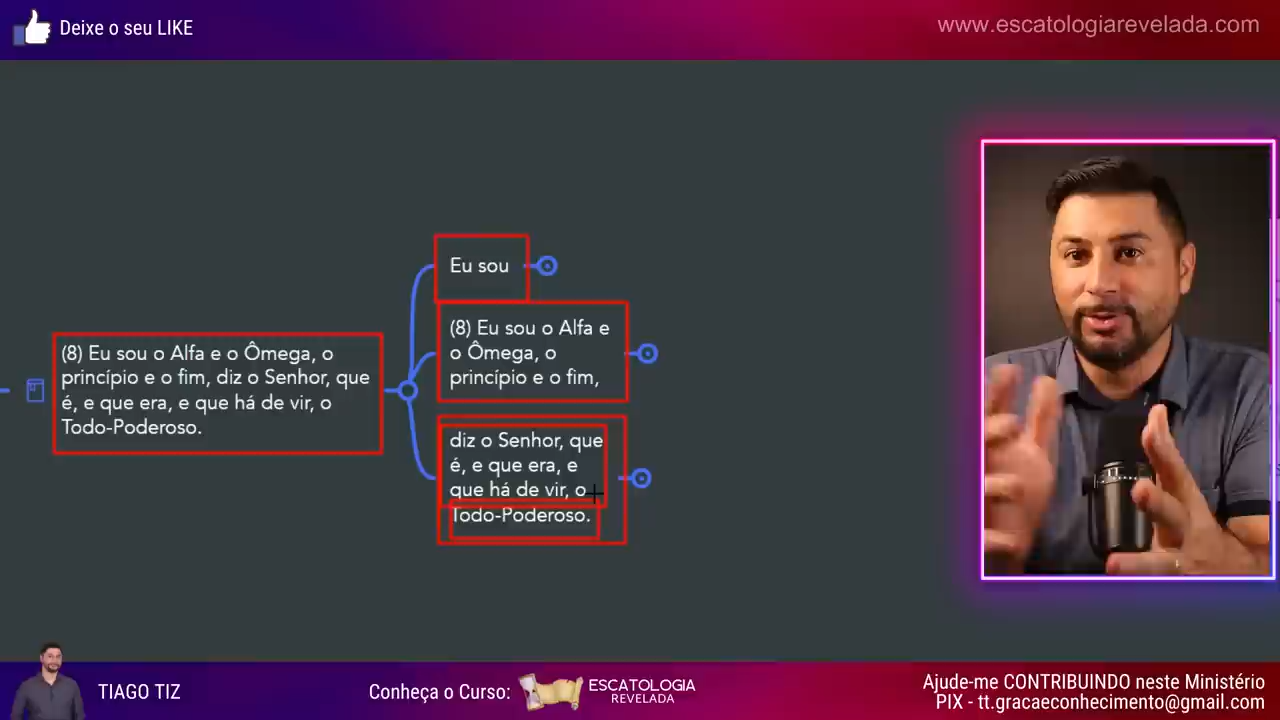 Deixe o seu LIKE
www.escatologiarevelada.com
(8) Eu sou o Alfa e o Ômega, o
princípio e o fim, diz o Senhor, que
é, e que era, e que há de vir, o
Todo-Poderoso.
Eu sou
(8) Eu sou o Alfa e
o Ômega, o
princípio e o fim,
diz o Senhor, que
é, e que era, e
que há de vir, o
Todo-Poderoso.
TIAGO TIZ
Conheça o Curso:
ESCATOLOGIA
REVELADA
Ajude-me CONTRIBUINDO neste Ministério
PIX - tt.gracaeconhecimento@gmail.com